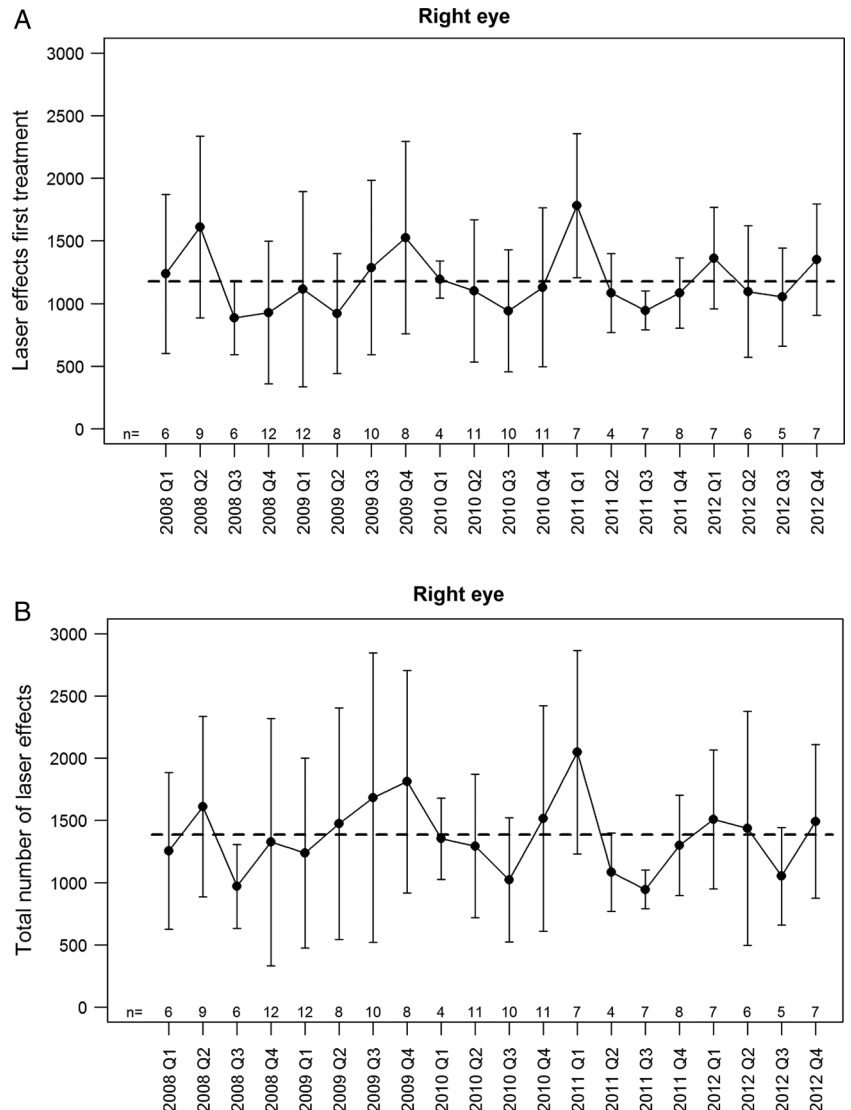 A
Right eye
Laser effects first treatment
3000
2500
2000
1500
1000
500
0
n= 6 9 6 12 12 8 10 8 4 11 10 11 7 4 7 8 7 6 5 7
2008 Q1
2008 Q2
2008 Q3
2008 Q4
2009 Q1
2009 Q2
2009 Q3
2009 Q4
2010 Q1
2010 Q2
2010 Q3
2010 Q4
2011 Q1
2011 Q2
2011 Q3
2011 Q4
2012 Q1
2012 Q2
2012 Q3
2012 Q4
B
Right eye
Total number of laser effects
3000
2500
2000
1500
1000
500
0
n= 6 9 6 12 12 8 10 8 4 11 10 11 7 4 7 8 7 6 5 7
2008 Q1
2008 Q2
2008 Q3
2008 Q4
2009 Q1
2009 Q2
2009 Q3
2009 Q4
2010 Q1
2010 Q2
2010 Q3
2010 Q4
2011 Q1
2011 Q2
2011 Q3
2011 Q4
2012 Q1
2012 Q2
2012 Q3
2012 Q4